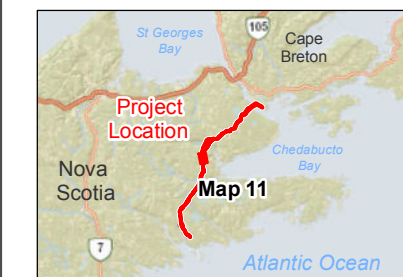 105
St Georges
Bay
Cape
Breton
Project
Location
Chedabucto
Bay
Nova
Scotia
Map 11
7
Atlantic Ocean